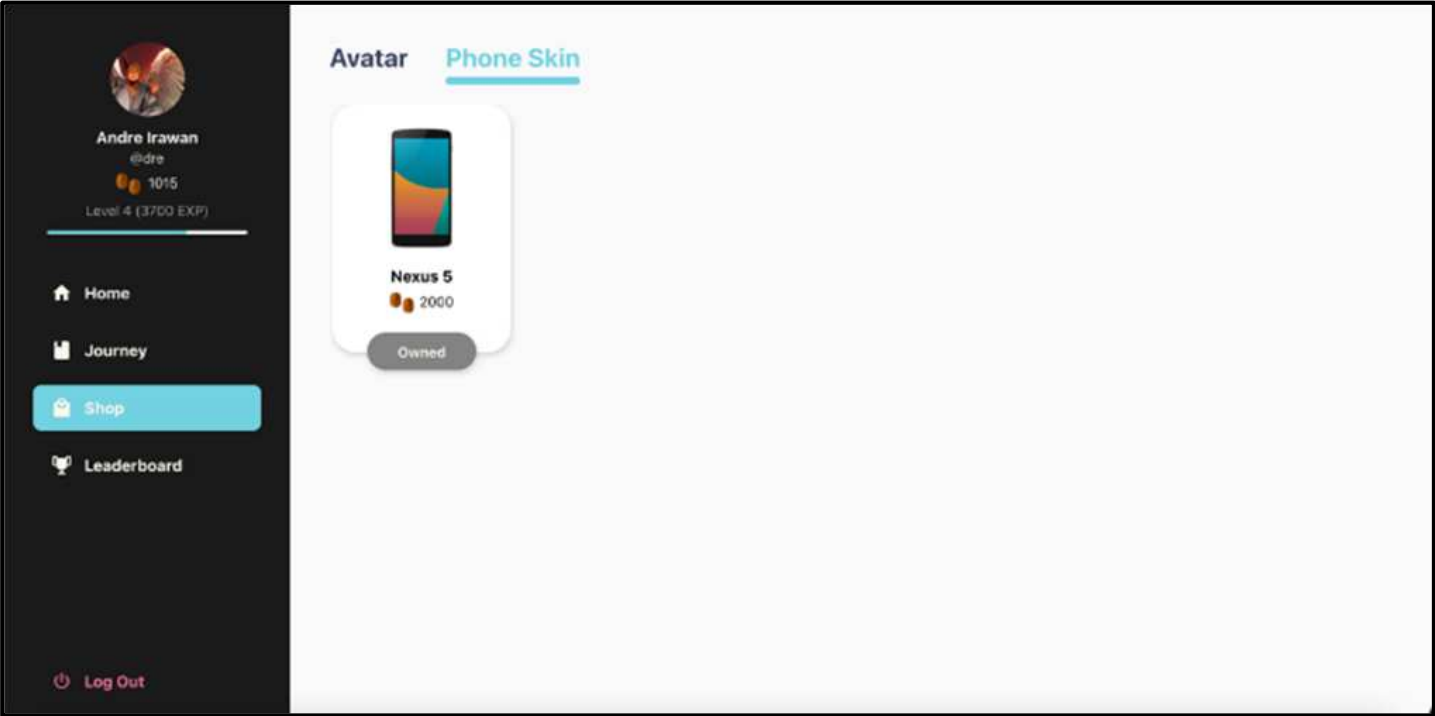 Andre Irawan
@dre
1015
Level 4 (3700 EXP)
Home
Journey
Shop
Leaderboard
Log Out
Avatar Phone Skin
Nexus 5
2000
Owned